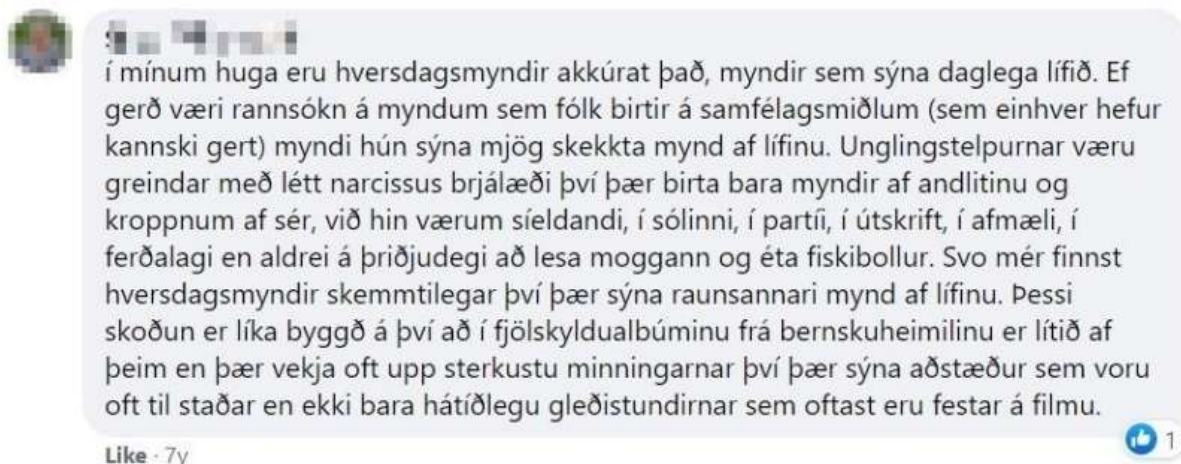 í mínum huga eru hversdagsmyndir akkúrat það, myndir sem sýna daglega lífið. Ef
gerð væri rannsókn á myndum sem fólk birtir á samfélagsmiðlum (sem einhver hefur
kannski gert) myndi hún sýna mjög skekkta mynd af lífinu. Unglingstelpurnar væru
greindar með létt narcissus brjálæði því þær birta bara myndir af andlitinu og
kroppnum af sér, við hin værum síeldandi, í sólinni, í partíi, í útskrift, í afmæli, í
ferðalagi en aldrei á þriðjudegi að lesa moggann og éta fiskibollur. Svo mér finnst
hversdagsmyndir skemmtilegar því þær sýna raunsannari mynd af lífinu. Þessi
skoðun er líka byggð á því að í fjölskyldualbúminu frá bernskuheimilinu er lítið af
þeim en þær vekja oft upp sterkustu minningarnar því þær sýna aðstæður sem voru
oft til staðar en ekki bara hátíðlegu gleðistundirnar sem oftast eru festar á filmu.
1
Like · 7y